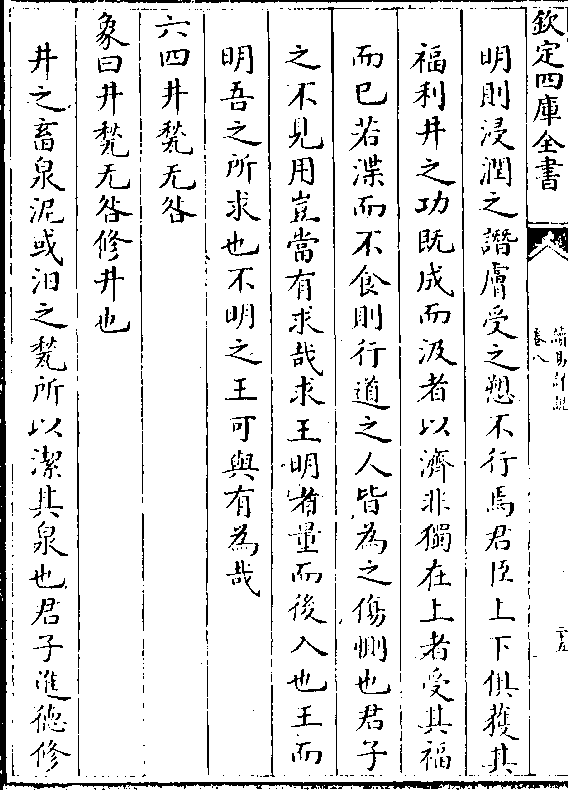 欽定四庫全書
卷八
明則浸潤之譖膚受之愬不行焉君臣上下俱獲其
福利井之功既成而汲者以濟非獨在上者受其福
而已若渫而不食則行道之人皆為之傷惻也君子
之不見用豈當有求哉求王明者量而後入也王而
明吾之所求也不明之王可與有為哉
六四井甃无咎
象曰井甃无咎修井也
井之畜泉泥或汨之甃所以潔其泉也君子進德修